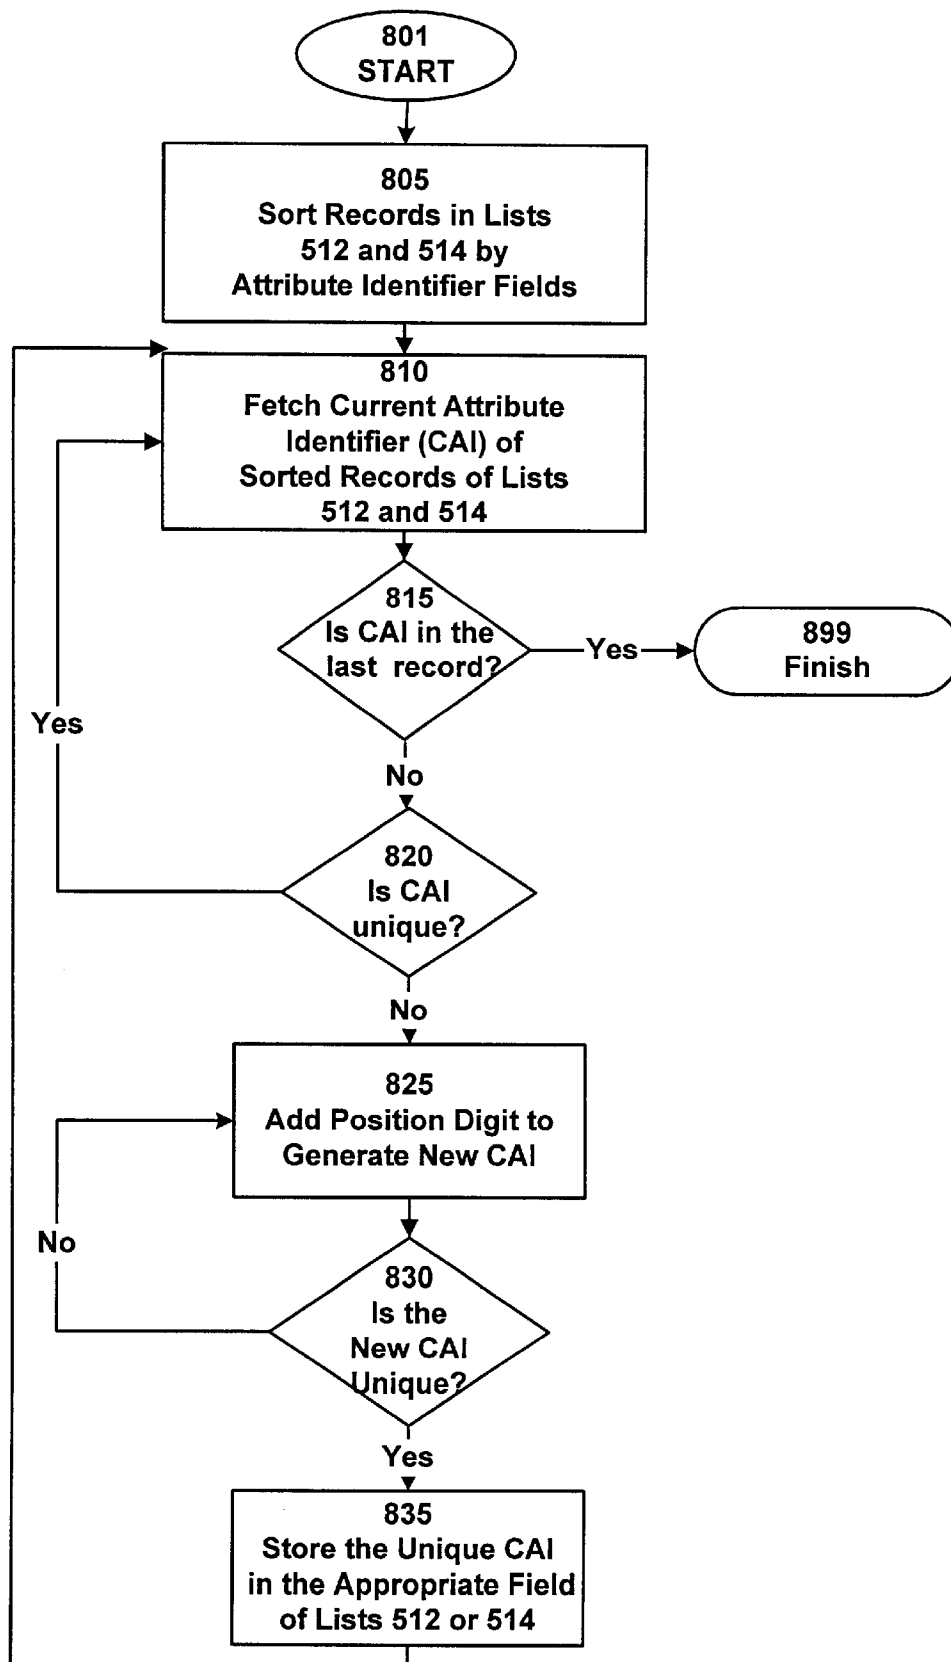 801
START
805
Sort Records in Lists
512 and 514 by
Attribute Identifier Fields
810
Fetch Current Attribute
Identifier (CAI) of
Sorted Records of Lists
512 and 514
815
Is CAI in the
last record?
Yes
899
Finish
Yes
No
820
Is CAI
unique?
No
825
Add Position Digit to
Generate New CAI
No
830
Is the
New CAI
Unique?
Yes
835
Store the Unique CAI
in the Appropriate Field
of Lists 512 or 514